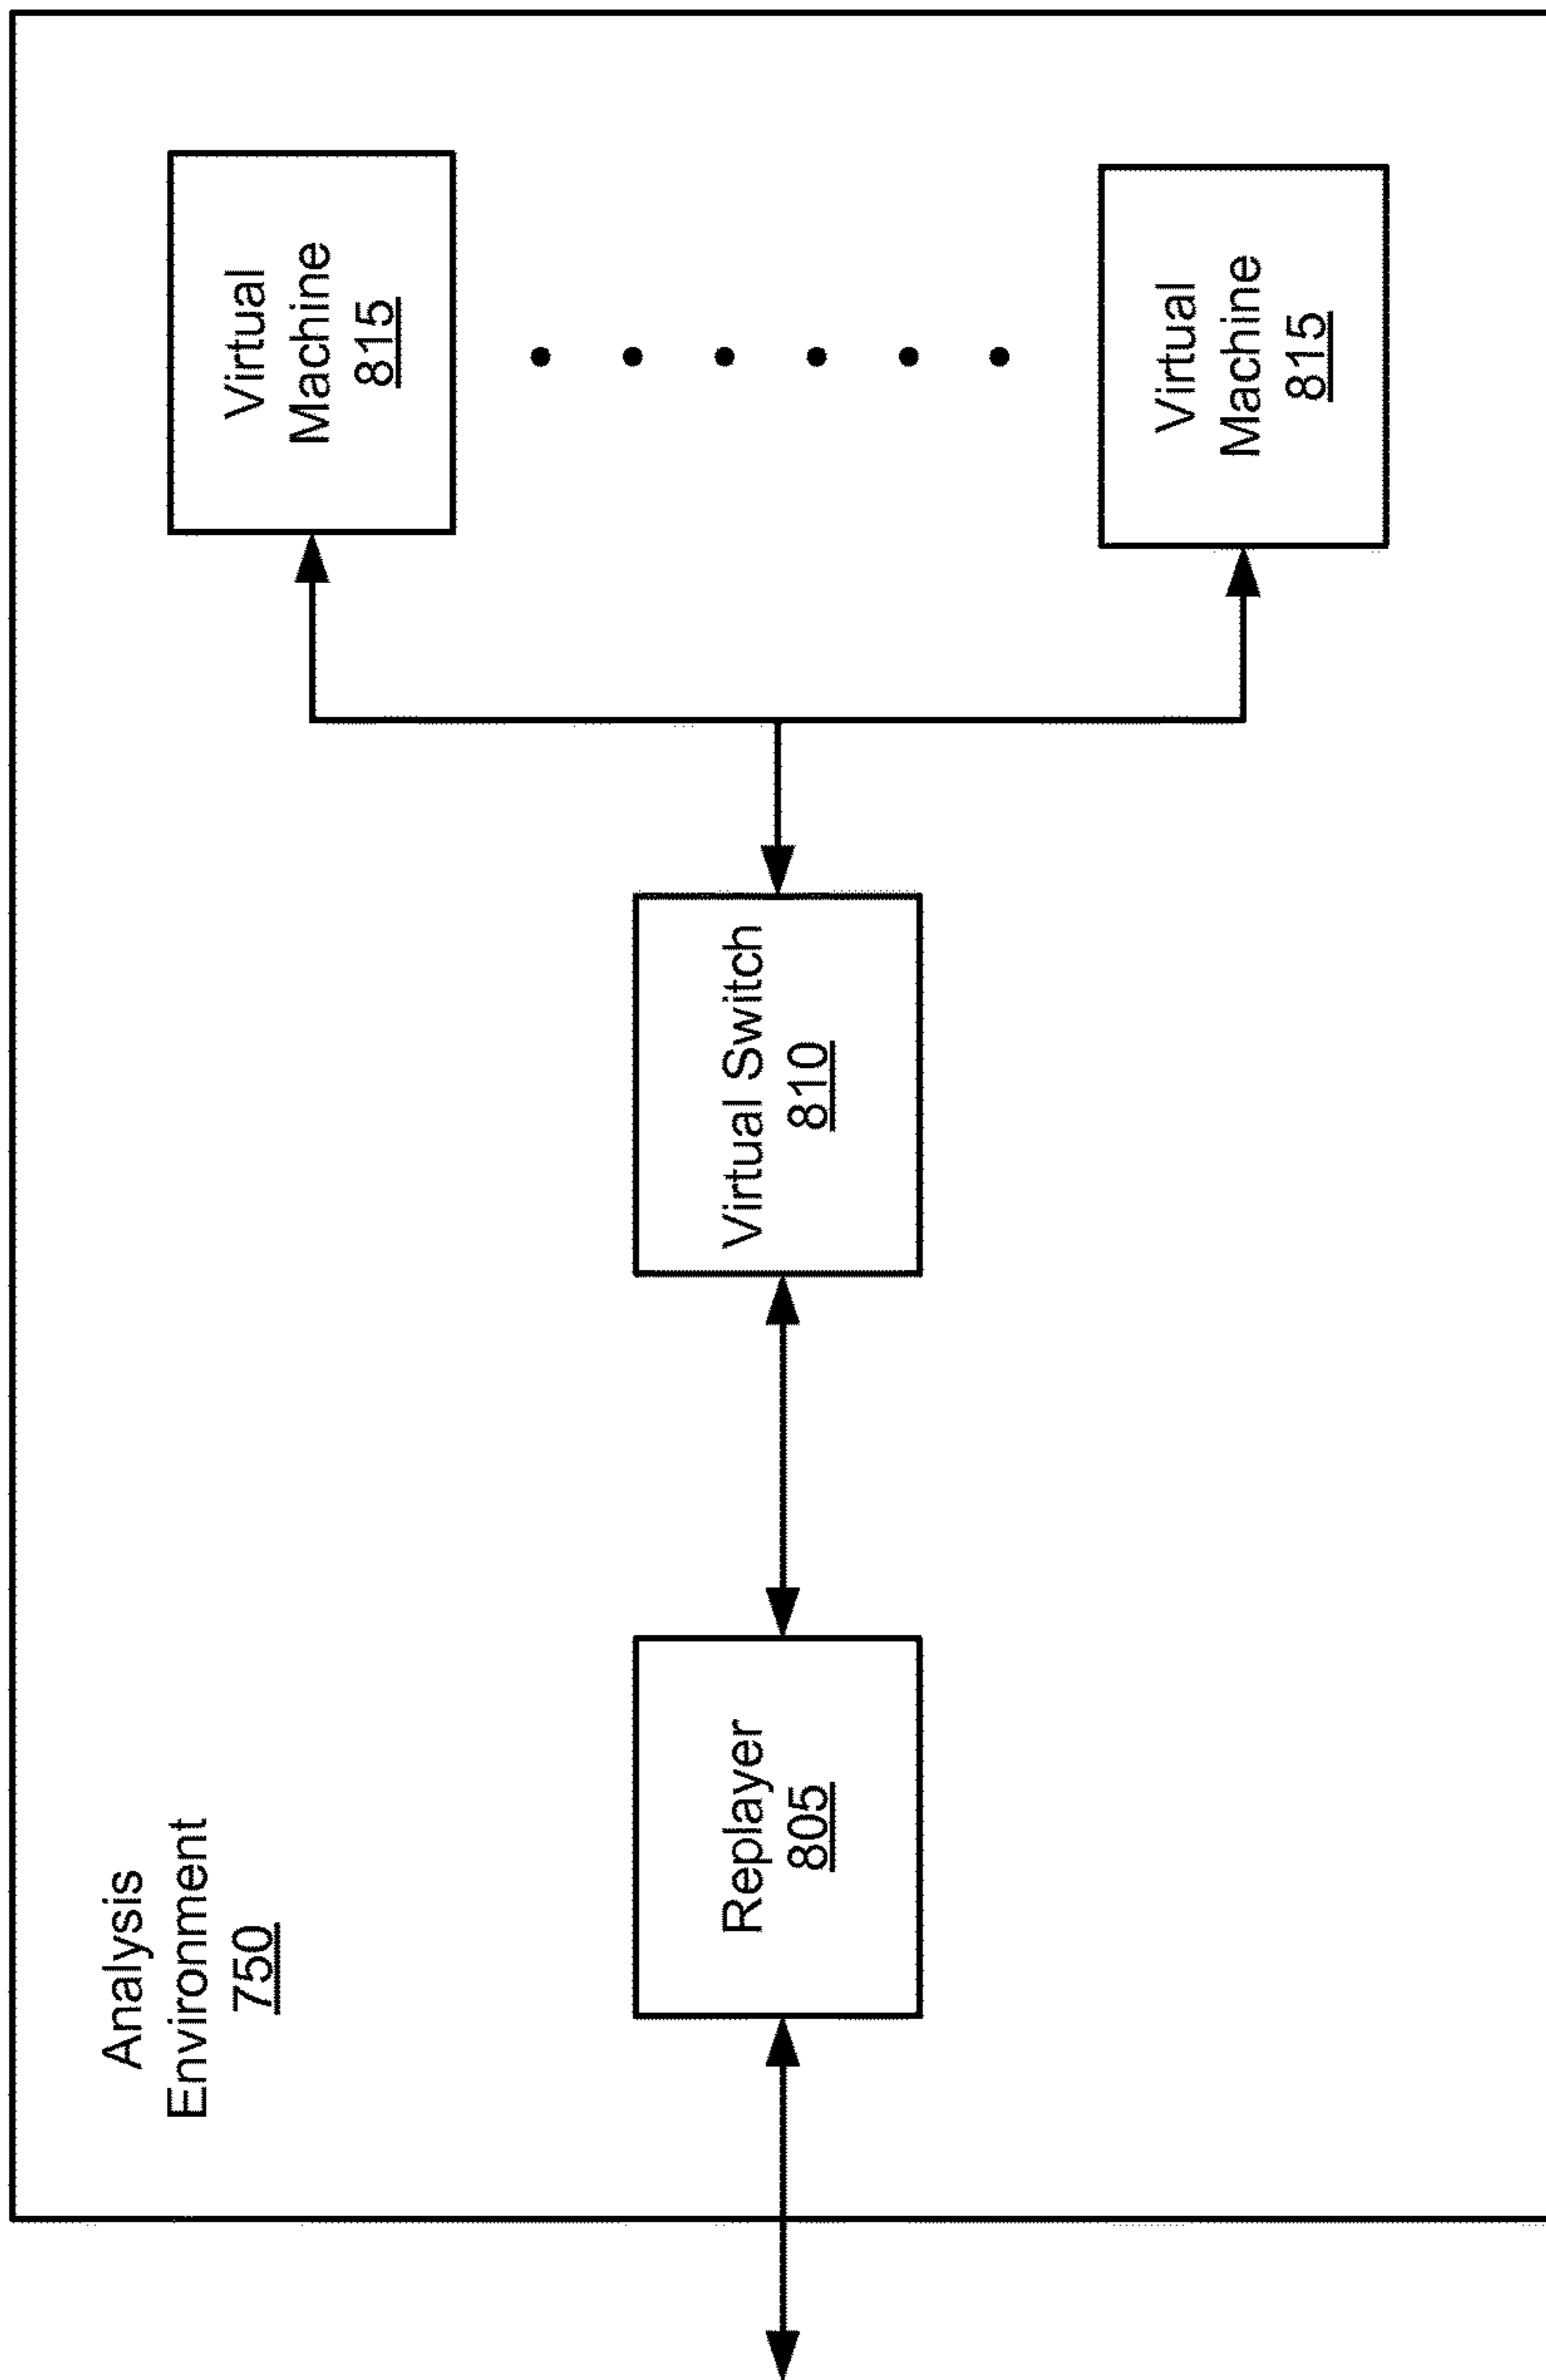 Analysis
Environment
750
Replayer
805
Virtual Switch
810
Virtual
Machine
815
Virtual
Machine
815